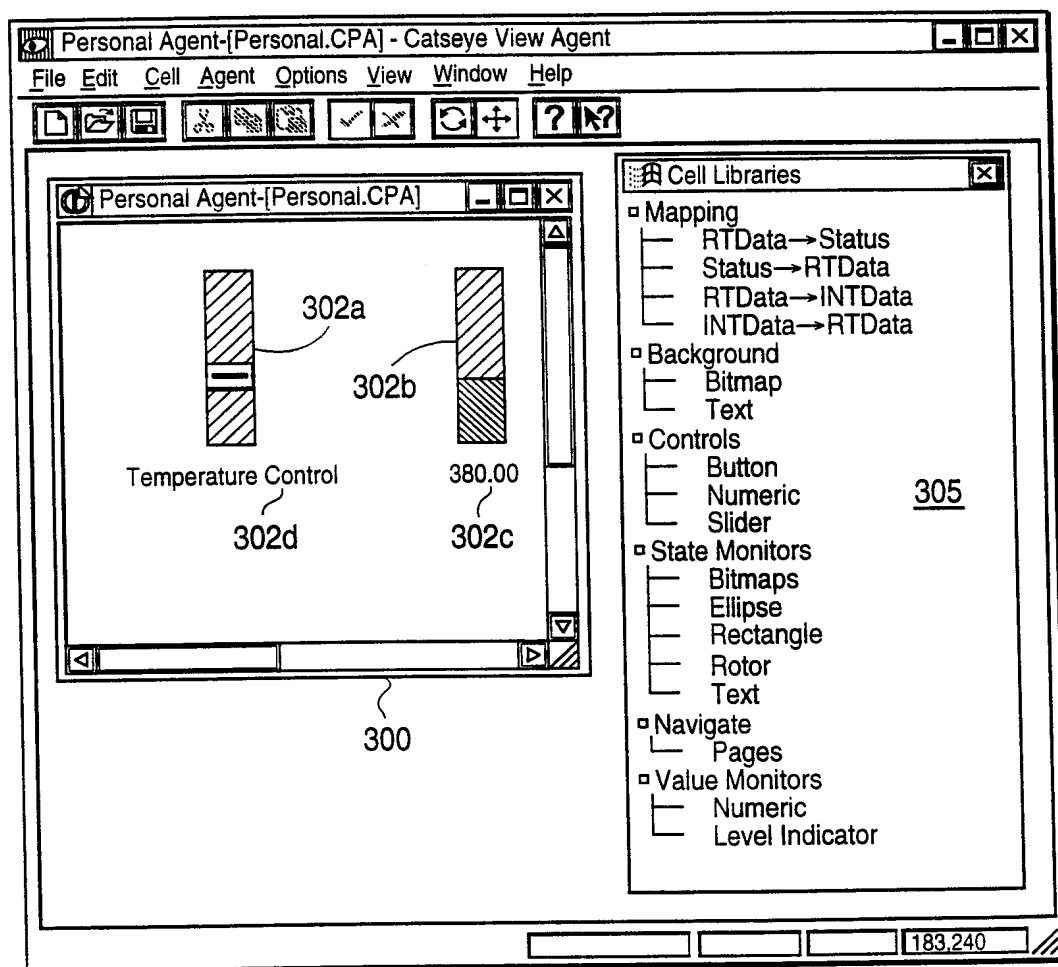 Personal Agent-[Personal.CPA] - Catseye View Agent
File Edit Cell Agent Options View Window Help
? ?
Personal Agent-[Personal.CPA]
302a
302b
Temperature Control
380.00
302d
302c
300
Cell Libraries
Mapping
RTData→Status
Status→RTData
RTData→INTData
INTData→RTData
Background
Bitmap
Text
Controls
Button
Numeric
Slider
305
State Monitors
Bitmaps
Ellipse
Rectangle
Rotor
Text
Navigate
Pages
Value Monitors
Numeric
Level Indicator
183,240